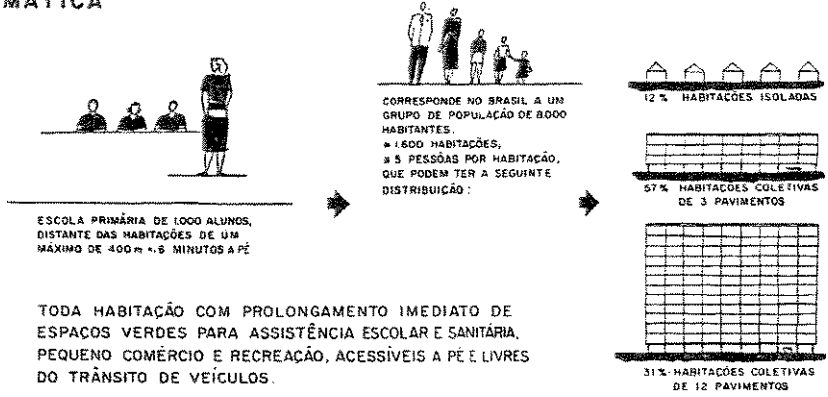 MÁTICA
ESCOLA PRIMÁRIA DE 1.000 ALUNOS,
DISTANTE DAS HABITAÇÕES DE UM
MÁXIMO DE 400 m = 6 MINUTOS A PÉ
CORRESPONDE NO BRASIL A UM
GRUPO DE POPULAÇÃO DE 8.000
HABITANTES.
= 1.600 HABITAÇÕES,
a 5 PESSÔAS POR HABITAÇÃO,
QUE PODEM TER A SEGUINTE
DISTRIBUIÇÃO :
12 % HABITAÇÕES ISOLADAS
57 % HABITAÇÕES COLETIVAS
DE 3 PAVIMENTOS
31 % - HABITAÇÕES COLETIVAS
DE 12 PAVIMENTOS
TODA HABITAÇÃO COM PROLONGAMENTO IMEDIATO DE
ESPAÇOS VERDES PARA ASSISTÊNCIA ESCOLAR E SANITÁRIA,
PEQUENO COMÉRCIO E RECREAÇÃO, ACESSÍVEIS A PÉ E LIVRES
DO TRÂNSITO DE VEÍCULOS.